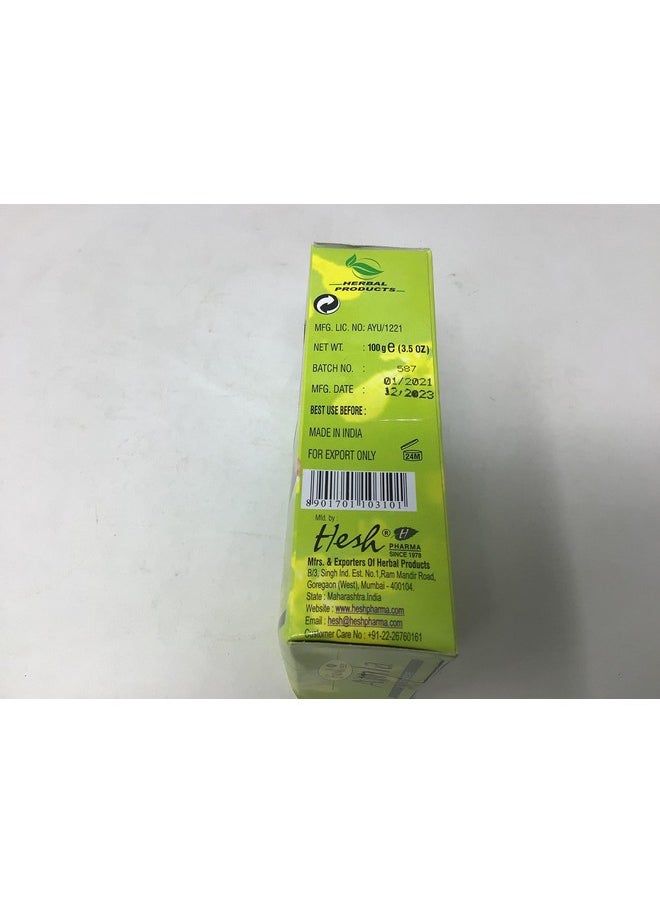 HERBAL
PRODUCTS
MFG. LIC. NO: AYU/1221
NET WT. : 100 g e (3.5 OZ)
BATCH NO. : 587
MFG. DATE : 01/2021
12/2023
BEST USE BEFORE :
MADE IN INDIA
FOR EXPORT ONLY
24M
8901701103101
Mfd. by
Hesh ® H
PHARMA
SINCE 1978
Mfrs. & Exporters Of Herbal Products
B/3, Singh Ind. Est. No.1,Ram Mandir Road,
Goregaon (West), Mumbai - 400104.
State : Maharashtra.India
Website : www.heshpharma.com
Email : hesh@heshpharma.com
Customer Care No : +91-22-26760161